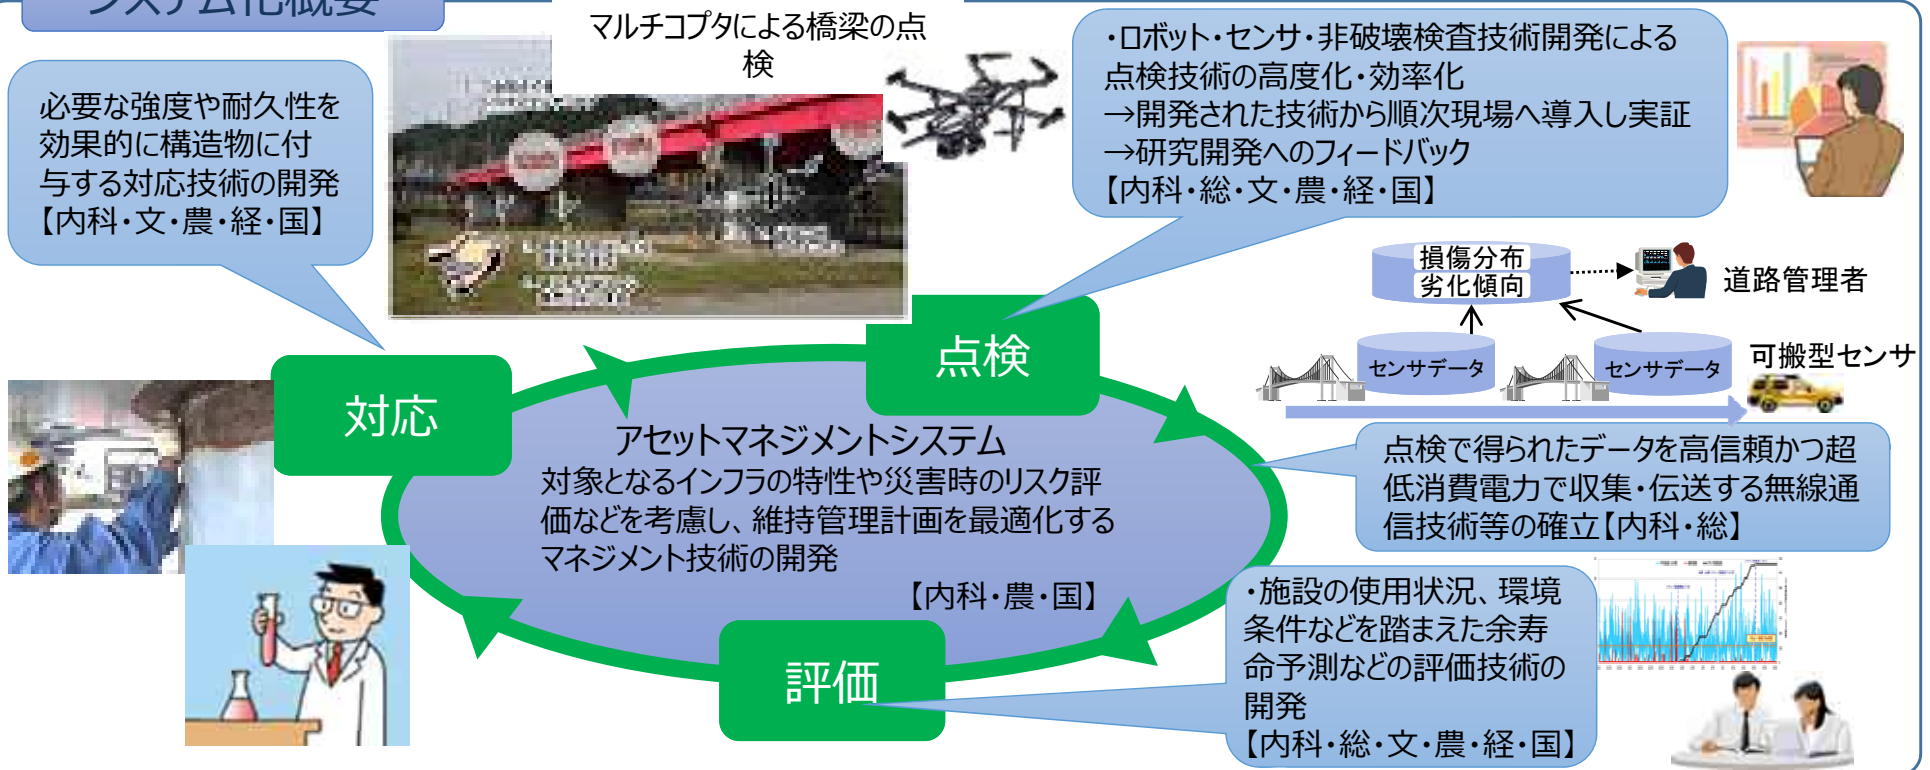 システム化概要
マルチコプタによる橋梁の点
検
必要な強度や耐久性を
効果的に構造物に付
与する対応技術の開発
【内科・文・農・経・国】
・ロボット・センサ・非破壊検査技術開発による
点検技術の高度化・効率化
→開発された技術から順次現場へ導入し実証
→研究開発へのフィードバック
【内科・総・文・農・経・国】
損傷分布
劣化傾向
道路管理者
センサデータ
センサデータ
可搬型センサ
点検
対応
アセットマネジメントシステム
対象となるインフラの特性や災害時のリスク評
価などを考慮し、維持管理計画を最適化する
マネジメント技術の開発
【内科・農・国】
点検で得られたデータを高信頼かつ超
低消費電力で収集・伝送する無線通
信技術等の確立【内科・総】
評価
・施設の使用状況、環境
条件などを踏まえた余寿
命予測などの評価技術の
開発
【内科・総・文・農・経・国】